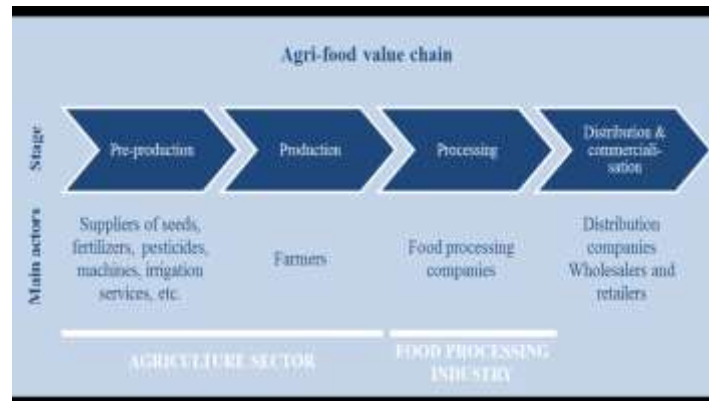 Agri-food value chain
Stage
Pre-production
Production
Processing
Distribution &
commerciali-
sation
Main actors
Suppliers of seeds,
fertilizers, pesticides,
machines, irrigation
services, etc.
Farmers
Food processing
companies
Distribution
companies
Wholesalers and
retailers
AGRICULTURE SECTOR
FOOD PROCESSING
INDUSTRY